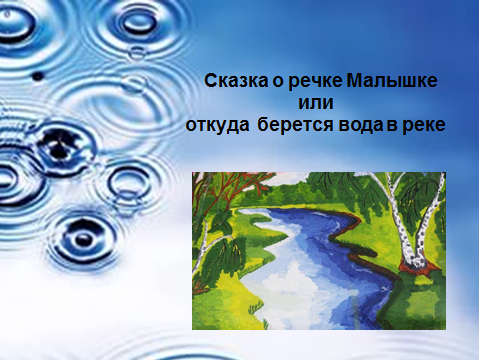 Сказка о речке Малышке
или
откуда берется вода в реке